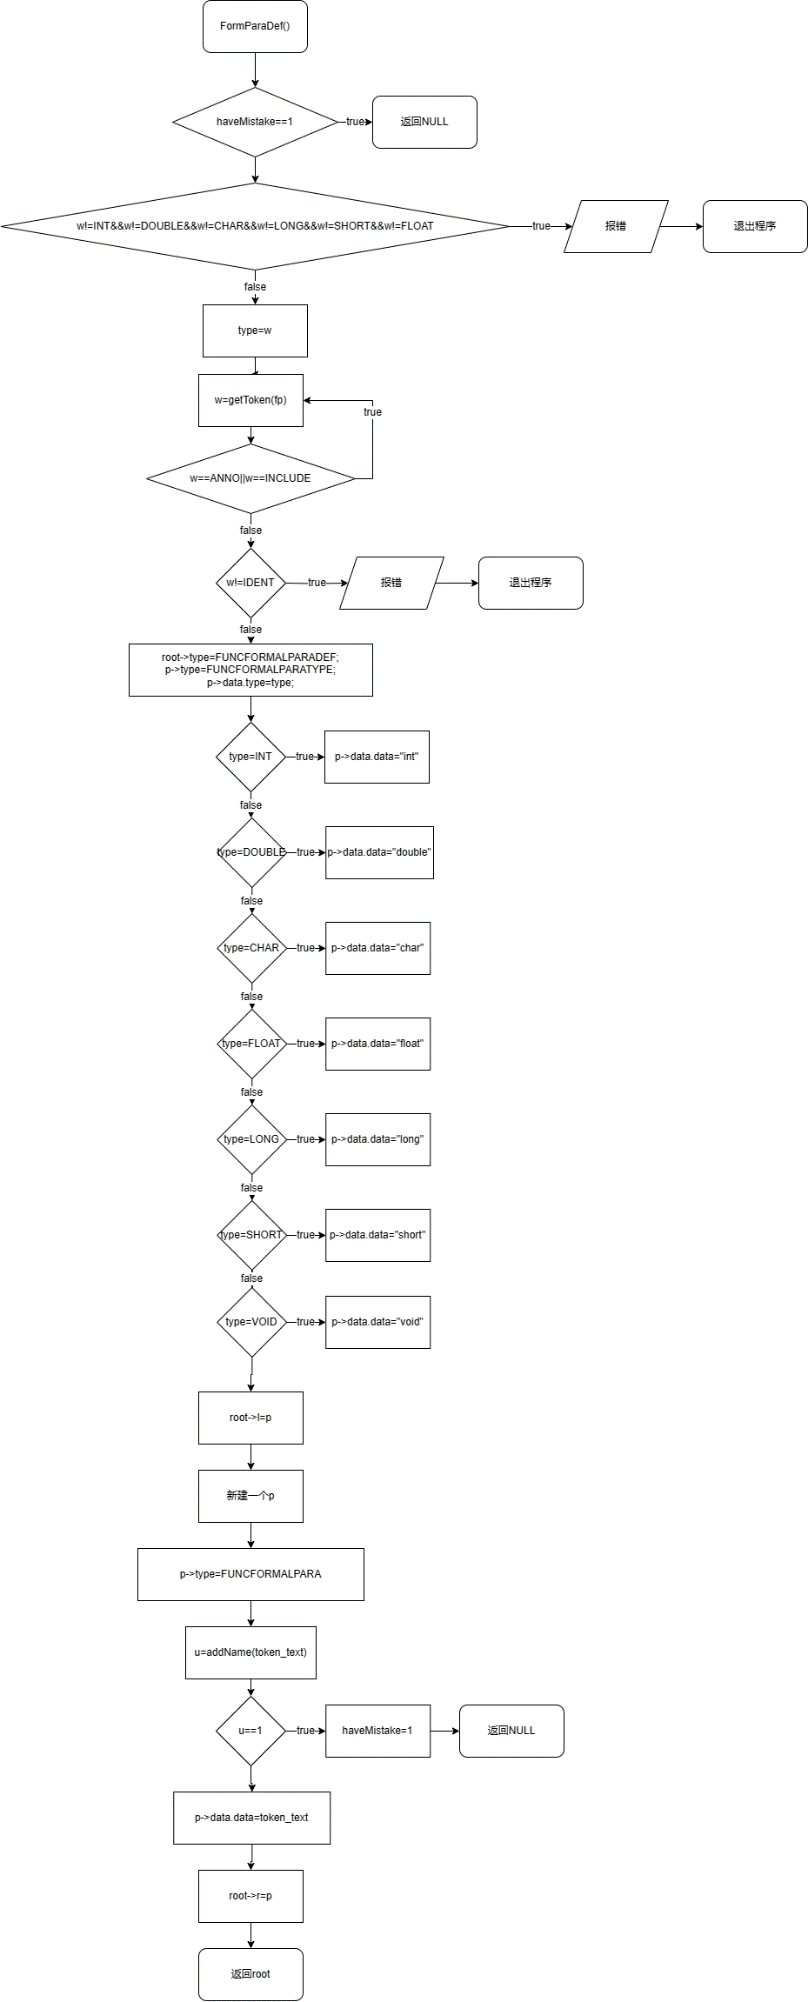 FormParaDef()
haveMistake==1
true
返回NULL
w!=INT&&w!=DOUBLE&&w!=CHAR&&w!=LONG&&w!=SHORT&&w!=FLOAT
true
报错
退出程序
false
type=w
w=getToken(fp)
true
w==ANNO||w==INCLUDE
false
w!=IDENT
true
报错
退出程序
false
root->type=FUNCFORMALPARADEF;
p->type=FUNCFORMALPARATYPE;
p->data.type=type;
type=INT
true
p->data.data="int"
false
type=DOUBLE
true
p->data.data="double"
false
type=CHAR
true
p->data.data="char"
false
type=FLOAT
true
p->data.data="float"
false
type=LONG
true
p->data.data="long"
false
type=SHORT
true
p->data.data="short"
false
type=VOID
true
p->data.data="void"
root->l=p
新建一个p
p->type=FUNCFORMALPARA
u=addName(token_text)
u==1
true
haveMistake=1
返回NULL
p->data.data=token_text
root->r=p
返回root